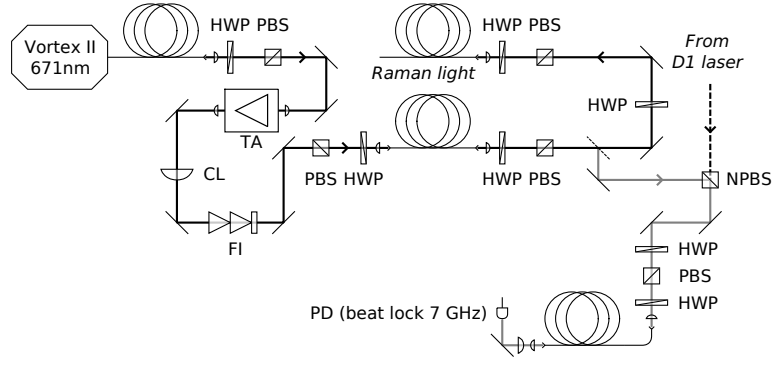 HWP PBS
HWP PBS
From
D1 laser
Vortex II
671nm
Raman light
HWP
TA
CL
PBS HWP
HWP PBS
NPBS
FI
HWP
PBS
HWP
PD (beat lock 7 GHz)